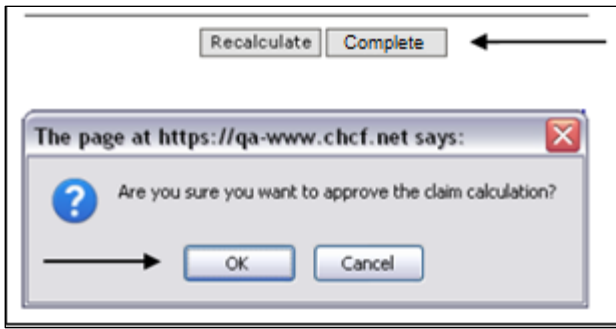 Recalculate Complete
The page at https://qa-www.chcf.net says:
Are you sure you want to approve the claim calculation?
OK Cancel